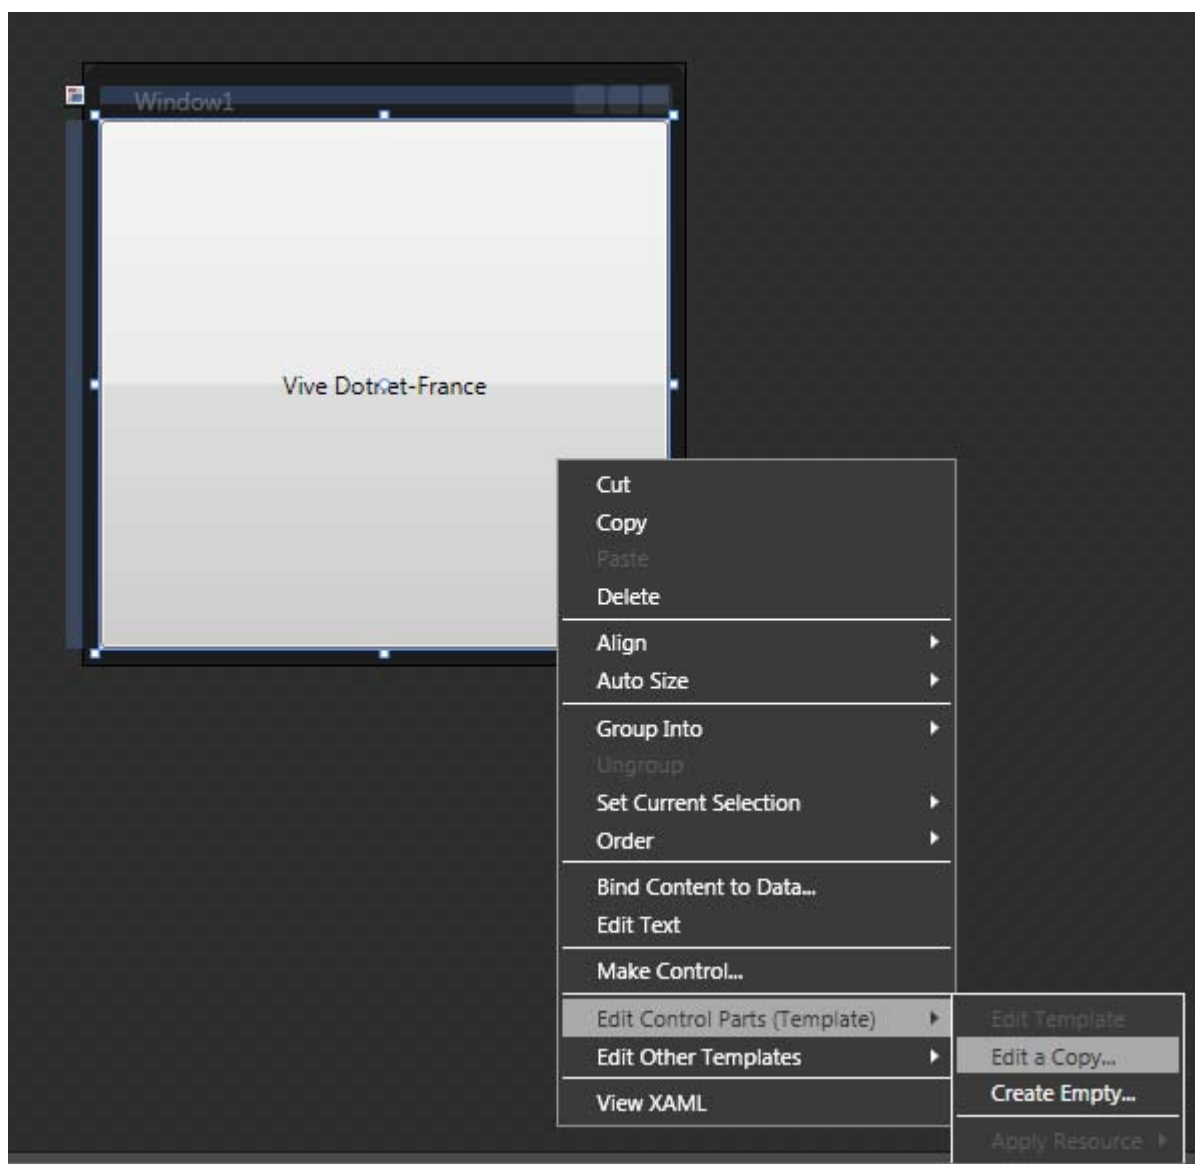 Window1
Vive Dotnet-France
Cut
Copy
Paste
Delete
Align
Auto Size
Group Into
Ungroup
Set Current Selection
Order
Bind Content to Data...
Edit Text
Make Control...
Edit Control Parts (Template)
Edit Template
Edit Other Templates
Edit a Copy...
View XAML
Create Empty...
Apply Resource